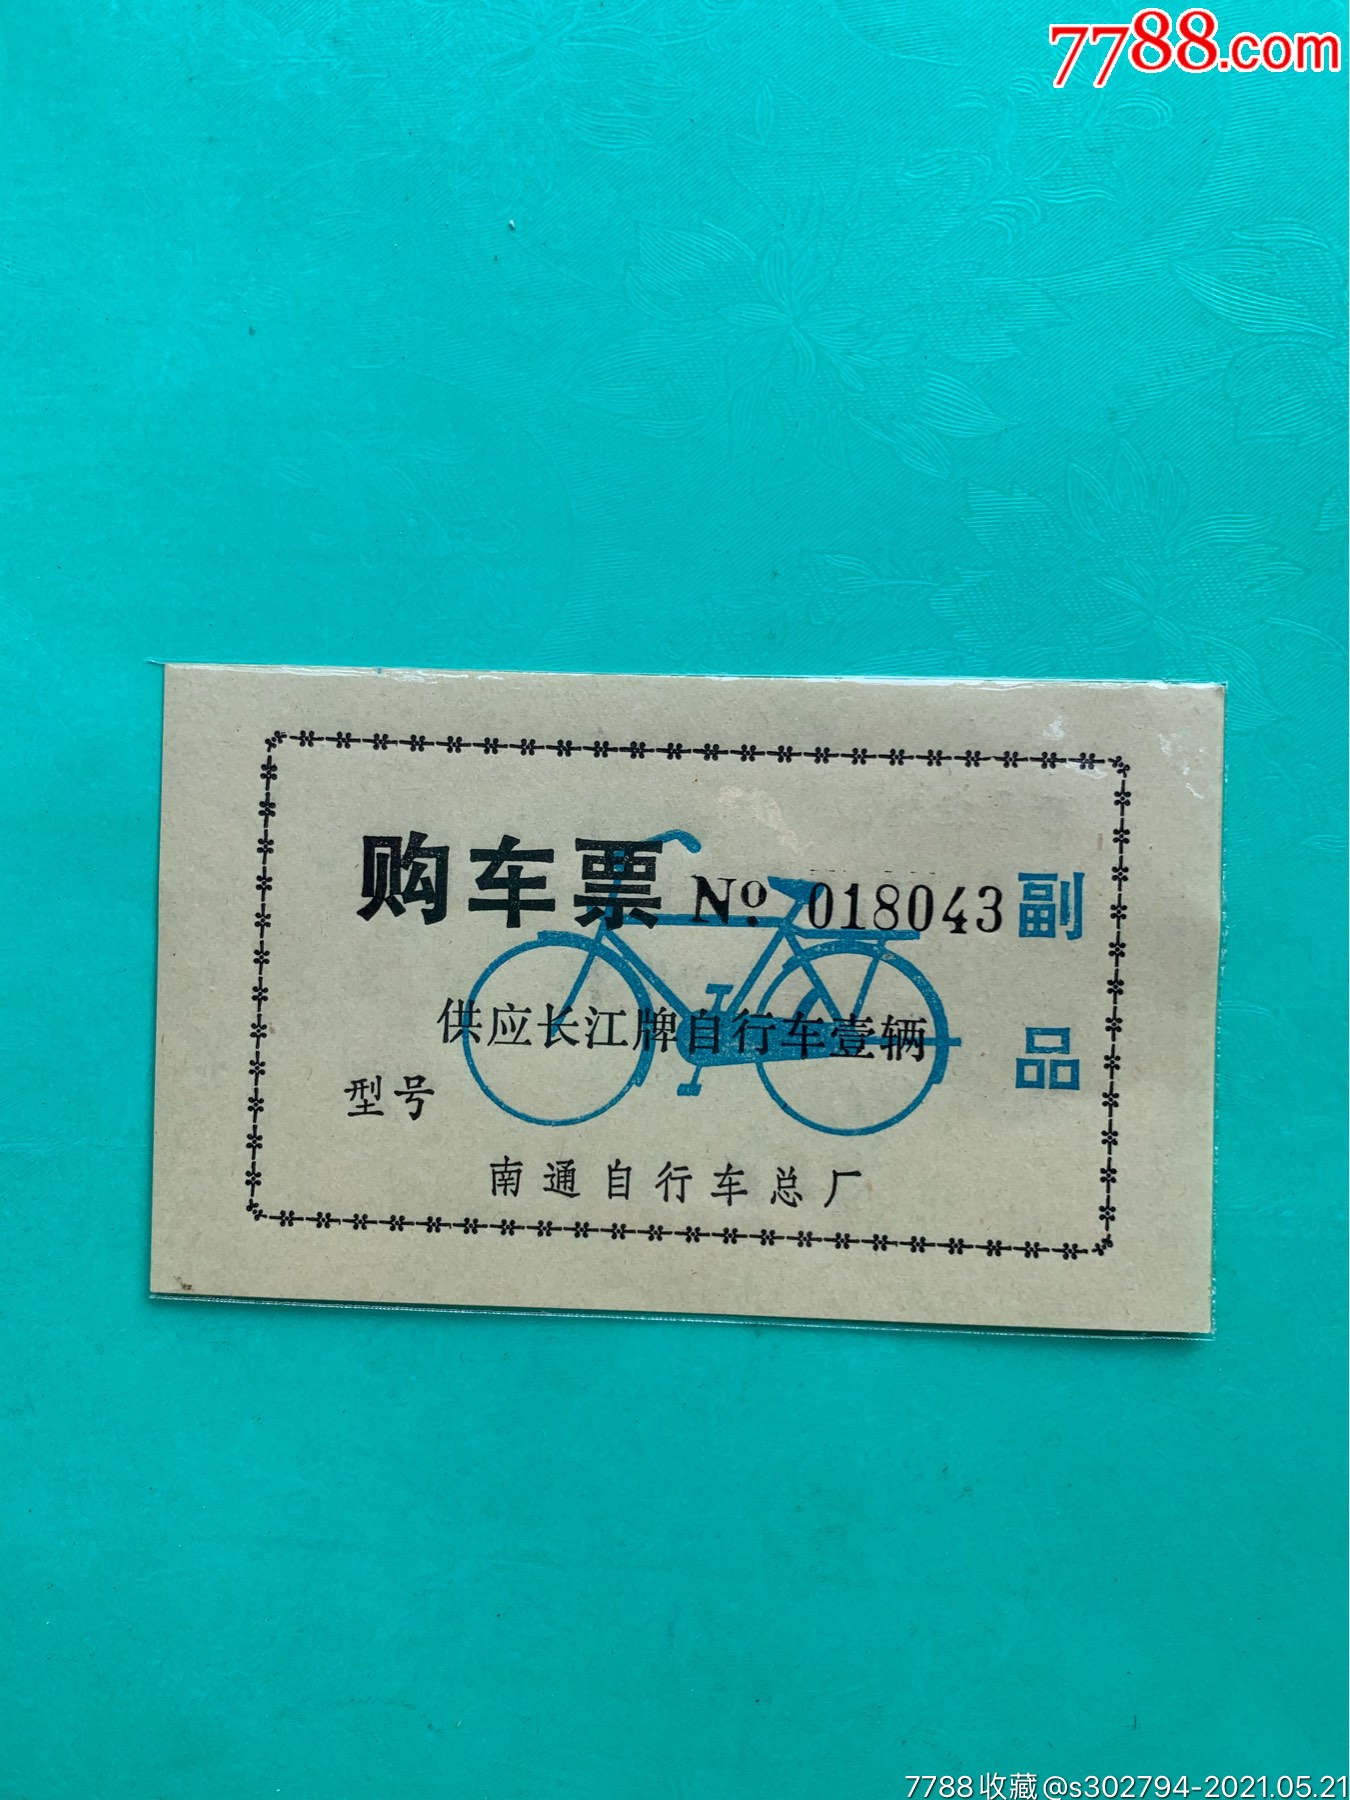 7788.com
购车票 № 018043 副品
供应长江牌自行车壹辆
型号
南通自行车总厂
7788收藏@s302794-2021.05.21